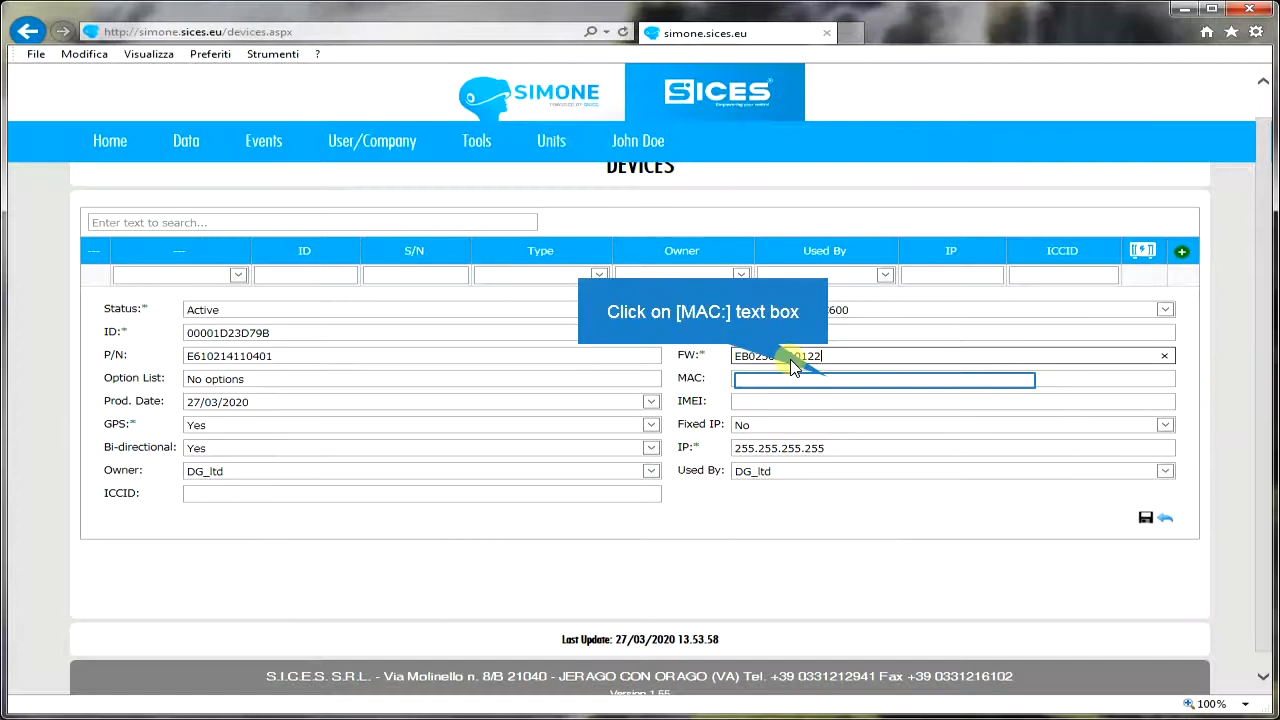 http://simone.sices.eu/devices.aspx
simone.sices.eu
File Modifica Visualizza Preferiti Strumenti ?
SIMONE
SICES
Home Data Events User/Company Tools Units John Doe
DEVICES
Enter text to search...
--- --- ID S/N Type Owner Used By IP ICCID
Click on [MAC:] text box
Status:* Active
ID:* 00001D23D79B
P/N: E610214110401 FW:*
Option List: No options MAC:
Prod. Date: 27/03/2020 IMEI:
GPS:* Yes Fixed IP: No
Bi-directional: Yes IP:* 255.255.255.255
Owner: DG_ltd Used By: DG_ltd
ICCID:
Last Update: 27/03/2020 13.53.58
S.I.C.E.S. S.R.L. - Via Molinello n. 8/B 21040 - JERAGO CON ORAGO (VA) Tel. +39 0331212941 Fax +39 0331216102
Version 1.55
100%